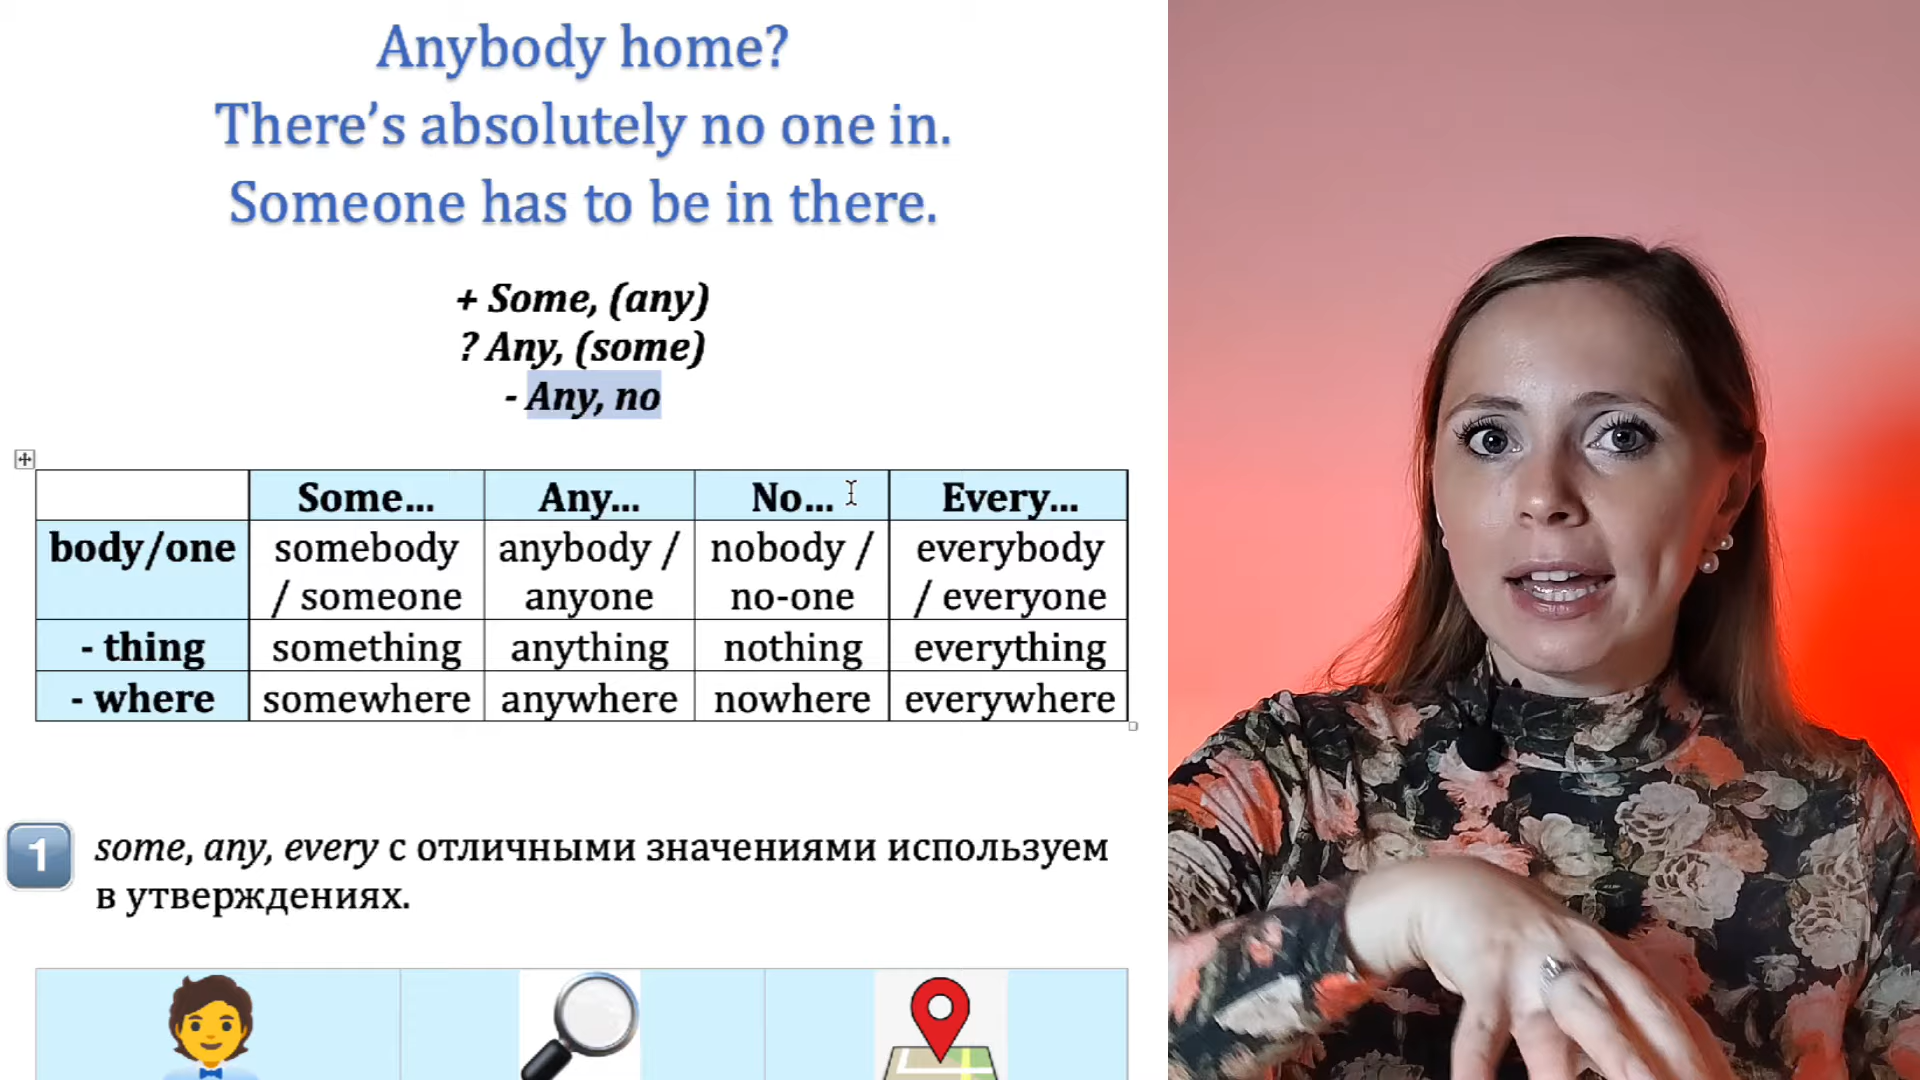 Anybody home?
There’s absolutely no one in.
Someone has to be in there.
+ Some, (any)
? Any, (some)
- Any, no
Some... Any... No... Every...
body/one somebody / someone anybody / anyone nobody / no-one everybody / everyone
- thing something anything nothing everything
- where somewhere anywhere nowhere everywhere
1 some, any, every с отличными значениями используем
в утверждениях.